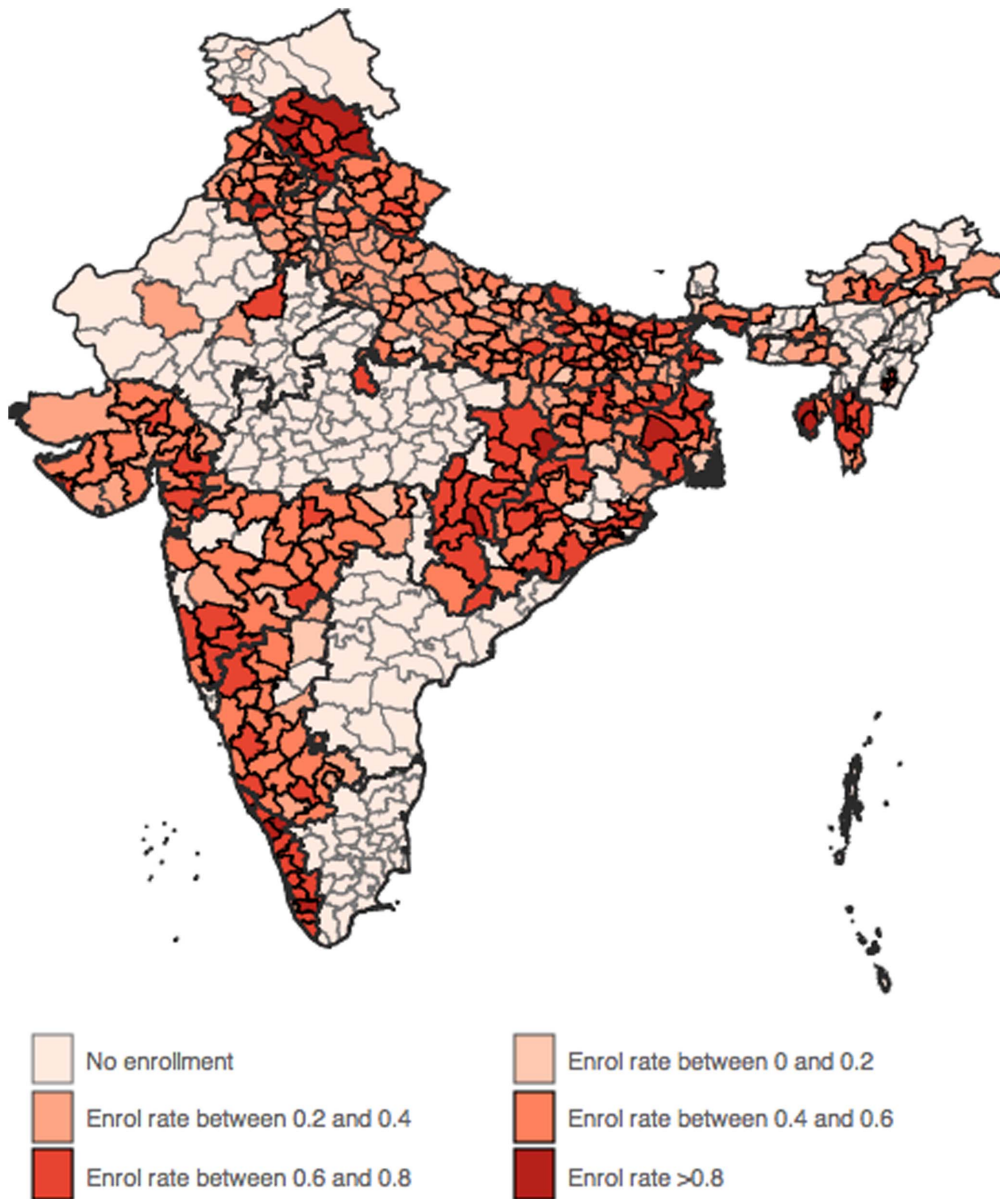 No enrollment
Enrol rate between 0 and 0.2
Enrol rate between 0.2 and 0.4
Enrol rate between 0.4 and 0.6
Enrol rate between 0.6 and 0.8
Enrol rate >0.8